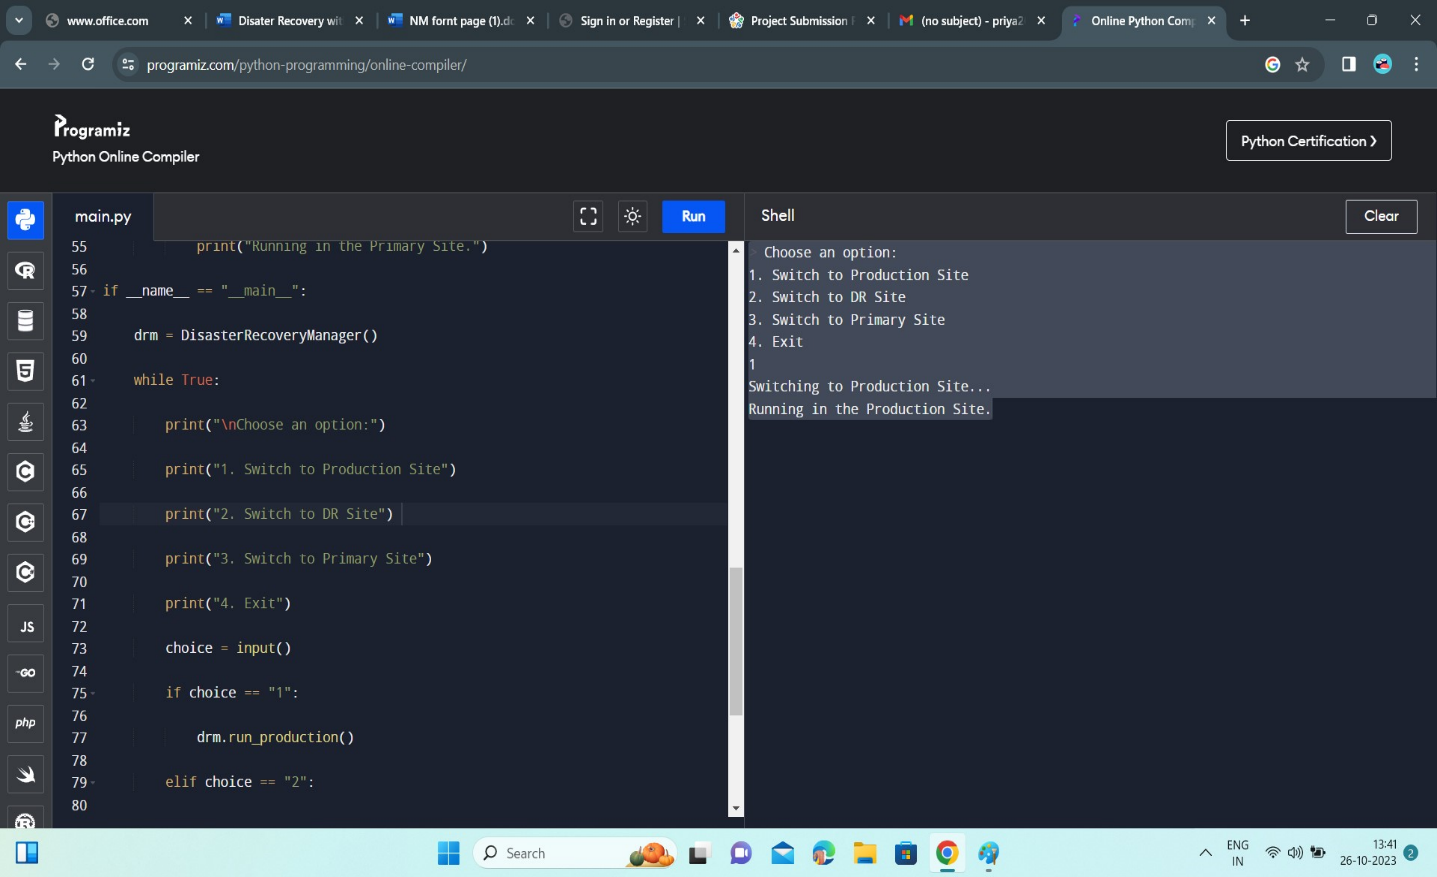 www.office.com
Disater Recovery wit
NM fornt page (1).dc
Sign in or Register |
Project Submission F
(no subject) - priya2
Online Python Comp
programiz.com/python-programming/online-compiler/
Programiz
Python Online Compiler
Python Certification
main.py
Run
Shell
Clear
55 print("Running in the Primary Site.")
56
57 if __name__ == "__main__":
58
59 drm = DisasterRecoveryManager()
60
61 while True:
62
63 print("\nChoose an option:")
64
65 print("1. Switch to Production Site")
66
67 print("2. Switch to DR Site")
68
69 print("3. Switch to Primary Site")
70
71 print("4. Exit")
72
73 choice = input()
74
75 if choice == "1":
76
77 drm.run_production()
78
79 elif choice == "2":
80
Choose an option:
1. Switch to Production Site
2. Switch to DR Site
3. Switch to Primary Site
4. Exit
1
Switching to Production Site...
Running in the Production Site.
JS
GO
php
Search
ENG
IN
13:41
26-10-2023
2